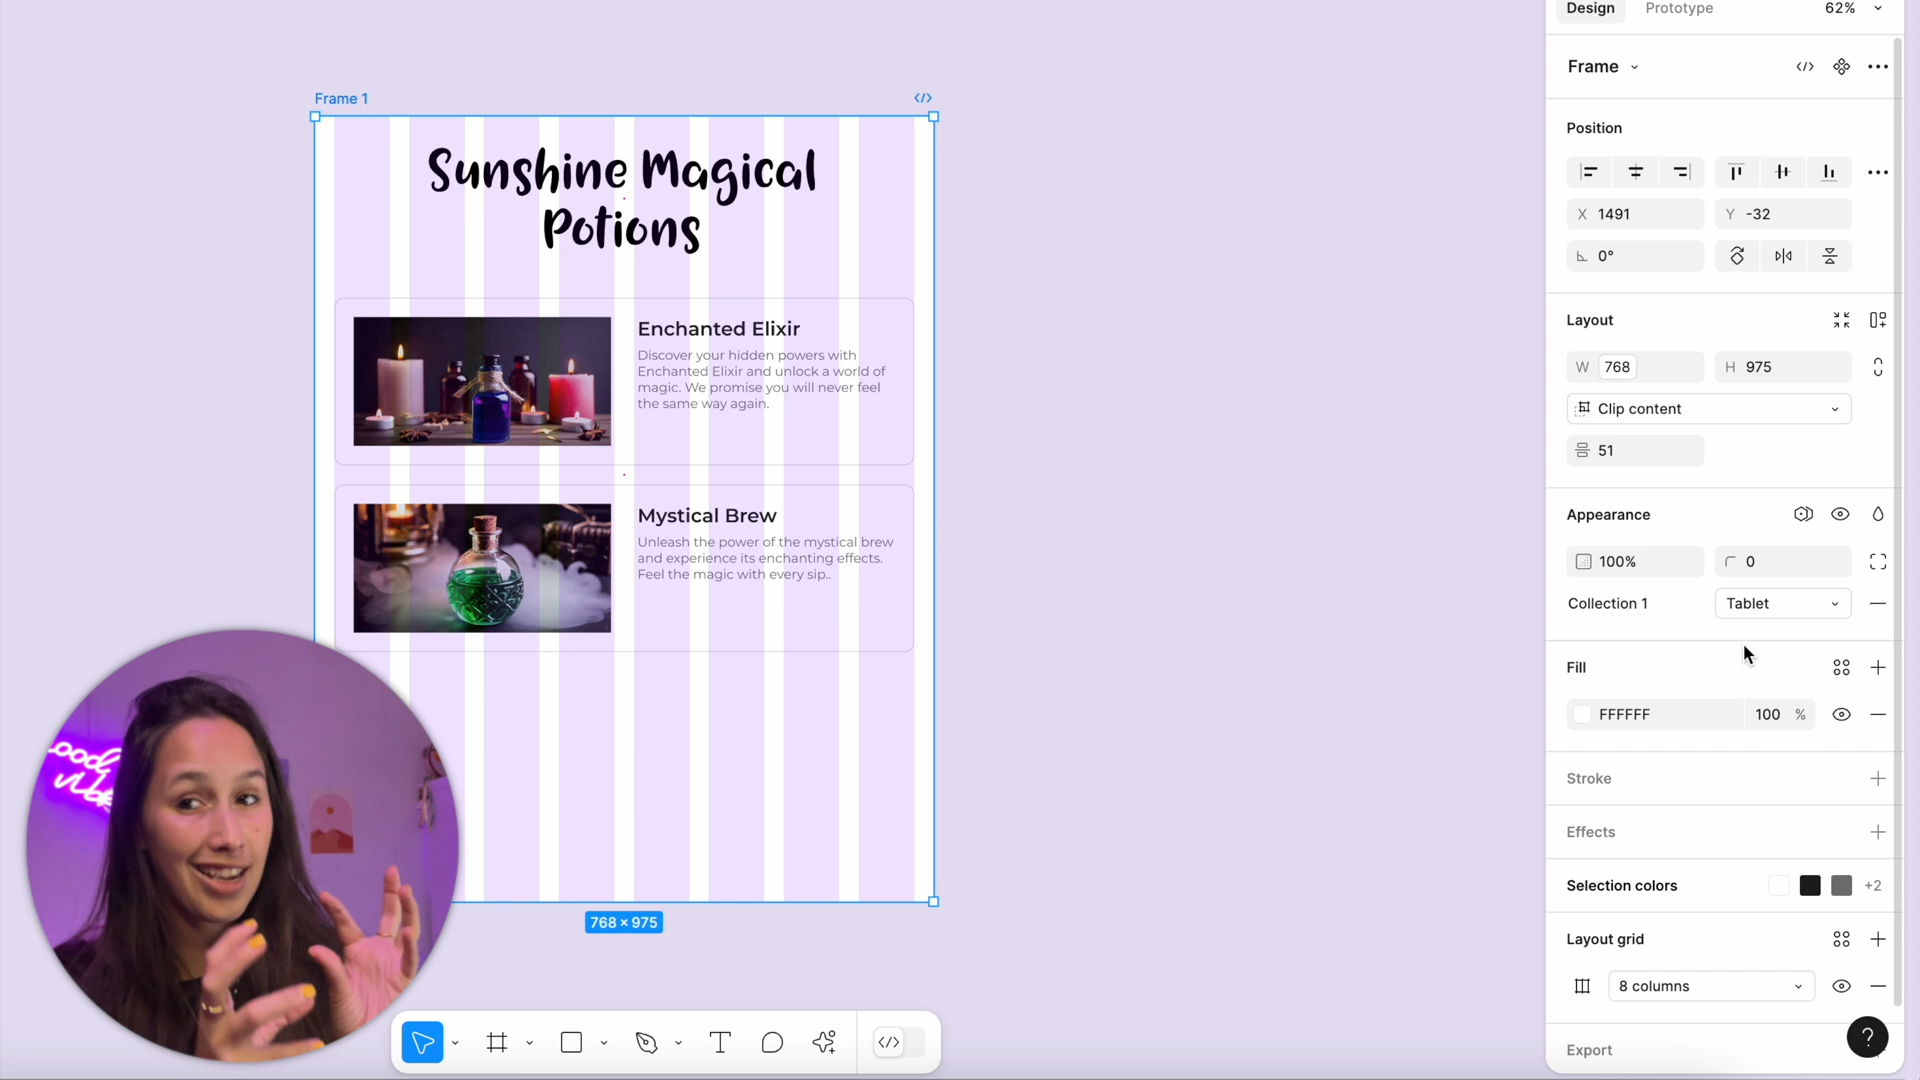 Design Prototype 62%
Frame
Position
X 1491 Y -32
0°
Layout
W 768 H 975
Clip content
51
Appearance
100% 0
Collection 1 Tablet
Fill
FFFFFF 100 %
Stroke
Effects
Selection colors +2
Layout grid
8 columns
Export
?
Frame 1
Sunshine Magical
Potions
Enchanted Elixir
Discover your hidden powers with
Enchanted Elixir and unlock a world of
magic. We promise you will never feel
the same way again.
Mystical Brew
Unleash the power of the mystical brew
and experience its enchanting effects.
Feel the magic with every sip..
768 × 975